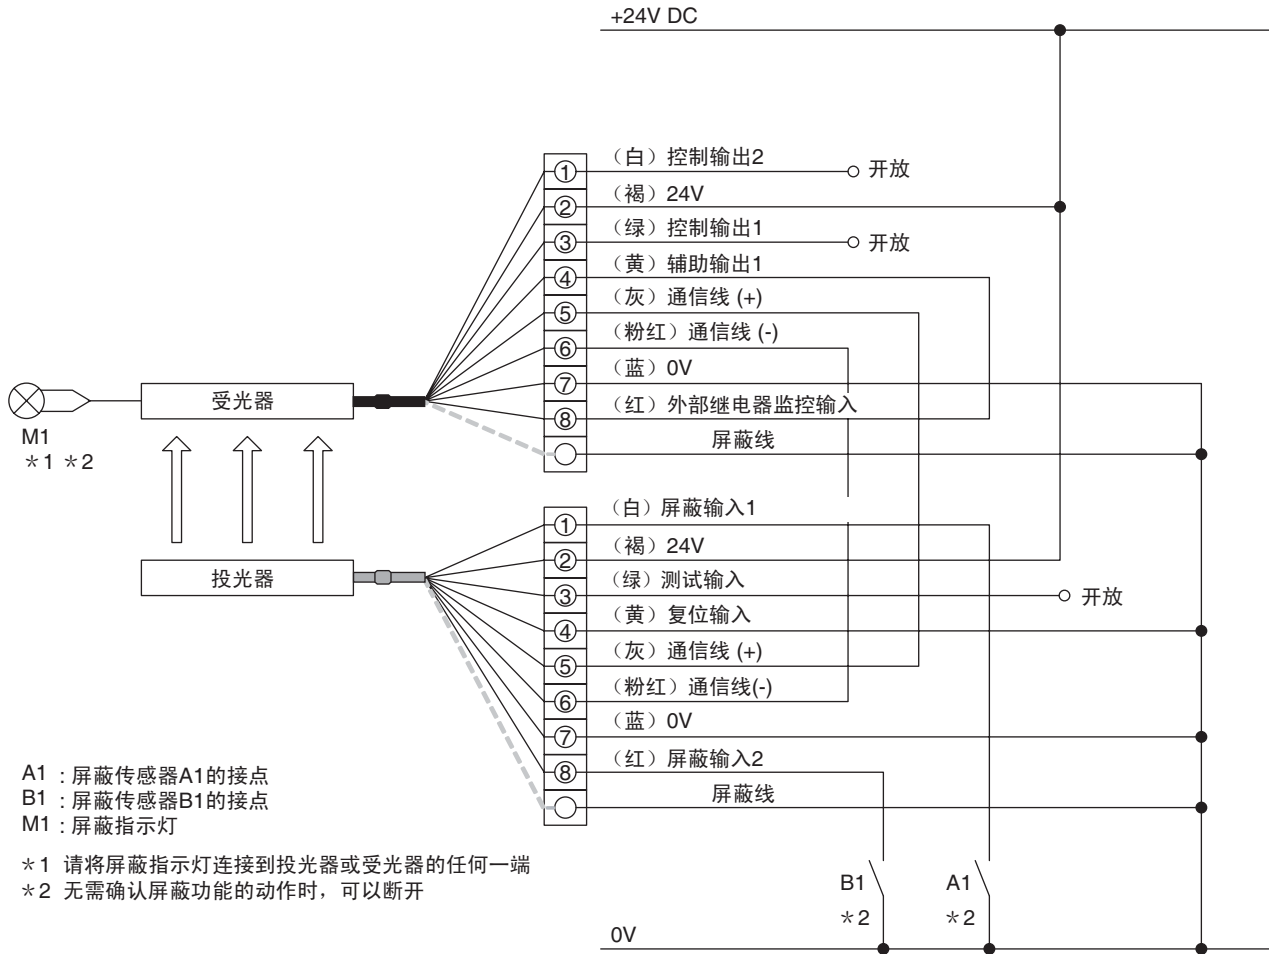 +24V DC
①
(白)控制输出2
开放
②
(褐)24V
③
(绿)控制输出1
开放
④
(黄)辅助输出1
⑤
(灰)通信线 (+)
⑥
(粉红)通信线 (-)
⑦
(蓝)0V
⑧
(红)外部继电器监控输入
屏蔽线
受光器
M1
＊1 ＊2
①
(白)屏蔽输入1
②
(褐)24V
③
(绿)测试输入
开放
④
(黄)复位输入
⑤
(灰)通信线 (+)
⑥
(粉红)通信线(-)
⑦
(蓝)0V
⑧
(红)屏蔽输入2
屏蔽线
投光器
A1 : 屏蔽传感器A1的接点
B1 : 屏蔽传感器B1的接点
M1 : 屏蔽指示灯
＊1 请将屏蔽指示灯连接到投光器或受光器的任何一端
＊2 无需确认屏蔽功能的动作时，可以断开
B1
＊2
A1
＊2
0V